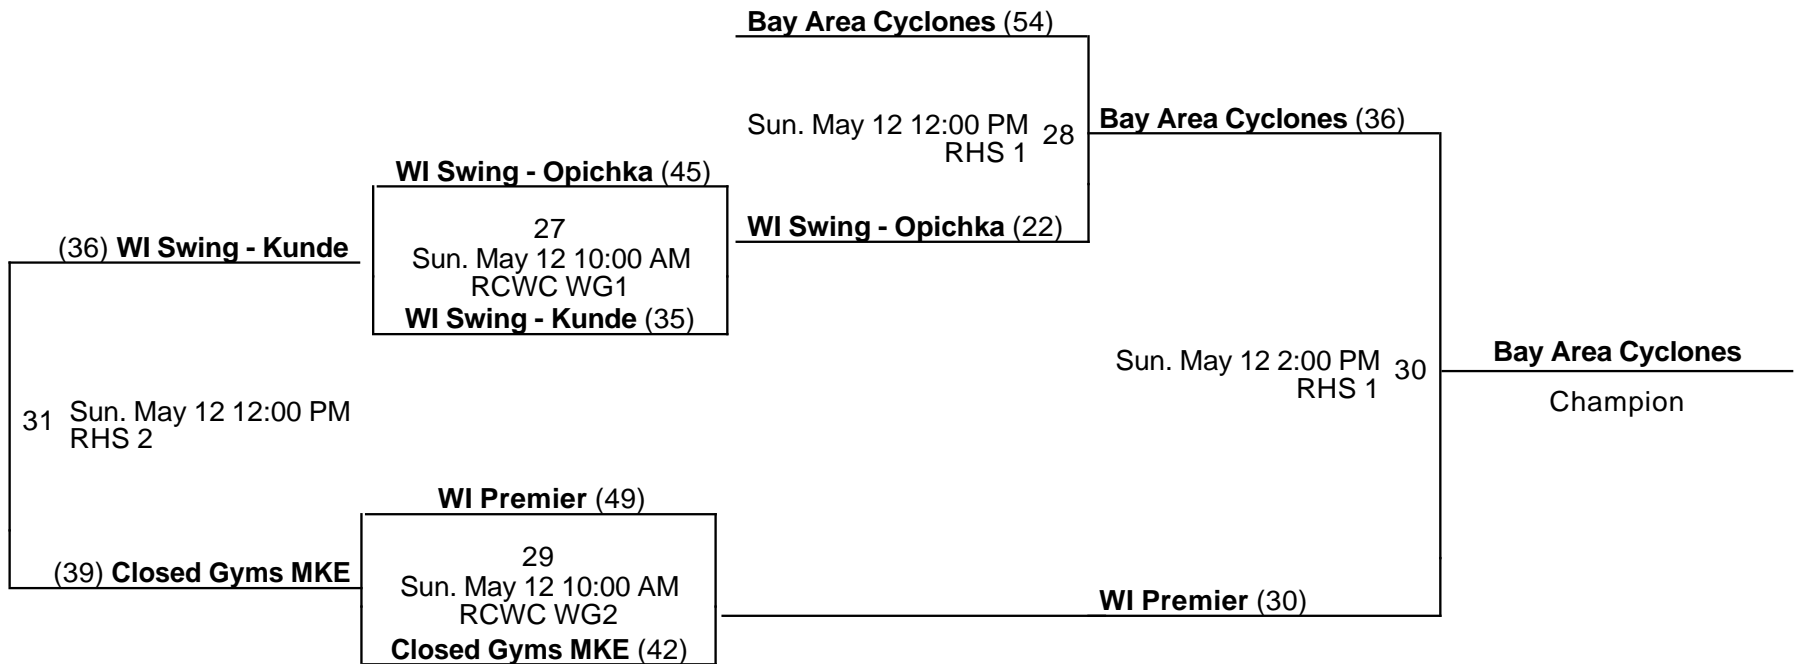 Bay Area Cyclones (54)
Sun. May 12 12:00 PM
RHS 1
28
Bay Area Cyclones (36)
WI Swing - Opichka (45)
27
Sun. May 12 10:00 AM
RCWC WG1
WI Swing - Kunde (35)
WI Swing - Opichka (22)
(36) WI Swing - Kunde
31
Sun. May 12 12:00 PM
RHS 2
Sun. May 12 2:00 PM
RHS 1
30
Bay Area Cyclones
Champion
WI Premier (49)
29
Sun. May 12 10:00 AM
RCWC WG2
Closed Gyms MKE (42)
(39) Closed Gyms MKE
WI Premier (30)